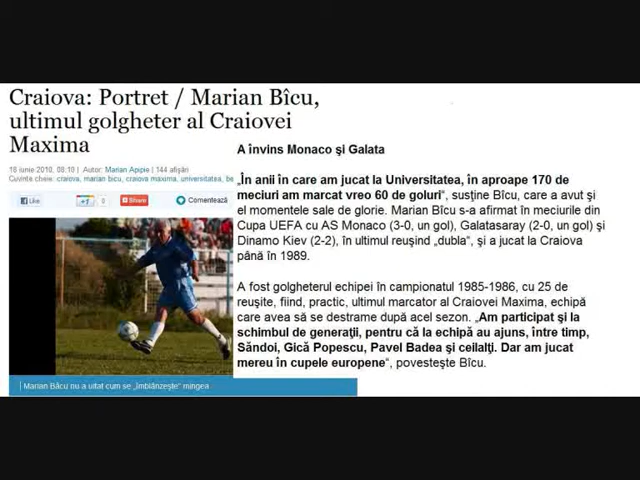 Craiova: Portret / Marian Bîcu,
ultimul golgheter al Craiovei
Maxima
18 iunie 2010, 08:10 | Autor: Marian Apipie | 144 afişări
Cuvinte cheie: craiova, marian bicu, craiova maxima, universitatea, be
Like
+1 0
Share
Comentează
Marian Bâcu nu a uitat cum se „îmblânzeşte” mingea
A învins Monaco şi Galata
„În anii în care am jucat la Universitatea, în aproape 170 de
meciuri am marcat vreo 60 de goluri“, susţine Bîcu, care a avut şi
el momentele sale de glorie. Marian Bîcu s-a afirmat în meciurile din
Cupa UEFA cu AS Monaco (3-0, un gol), Galatasaray (2-0, un gol) şi
Dinamo Kiev (2-2), în ultimul reuşind „dubla”, şi a jucat la Craiova
până în 1989.
A fost golgheterul echipei în campionatul 1985-1986, cu 25 de
reuşite, fiind, practic, ultimul marcator al Craiovei Maxima, echipă
care avea să se destrame după acel sezon. „Am participat şi la
schimbul de generaţii, pentru că la echipă au ajuns, între timp,
Săndoi, Gică Popescu, Pavel Badea şi ceilalţi. Dar am jucat
mereu în cupele europene“, povesteşte Bîcu.